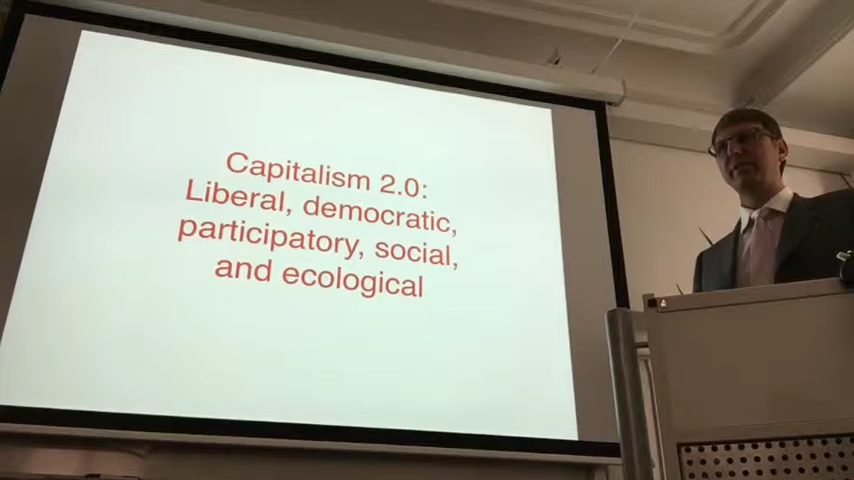 Capitalism 2.0:
Liberal, democratic,
participatory, social,
and ecological